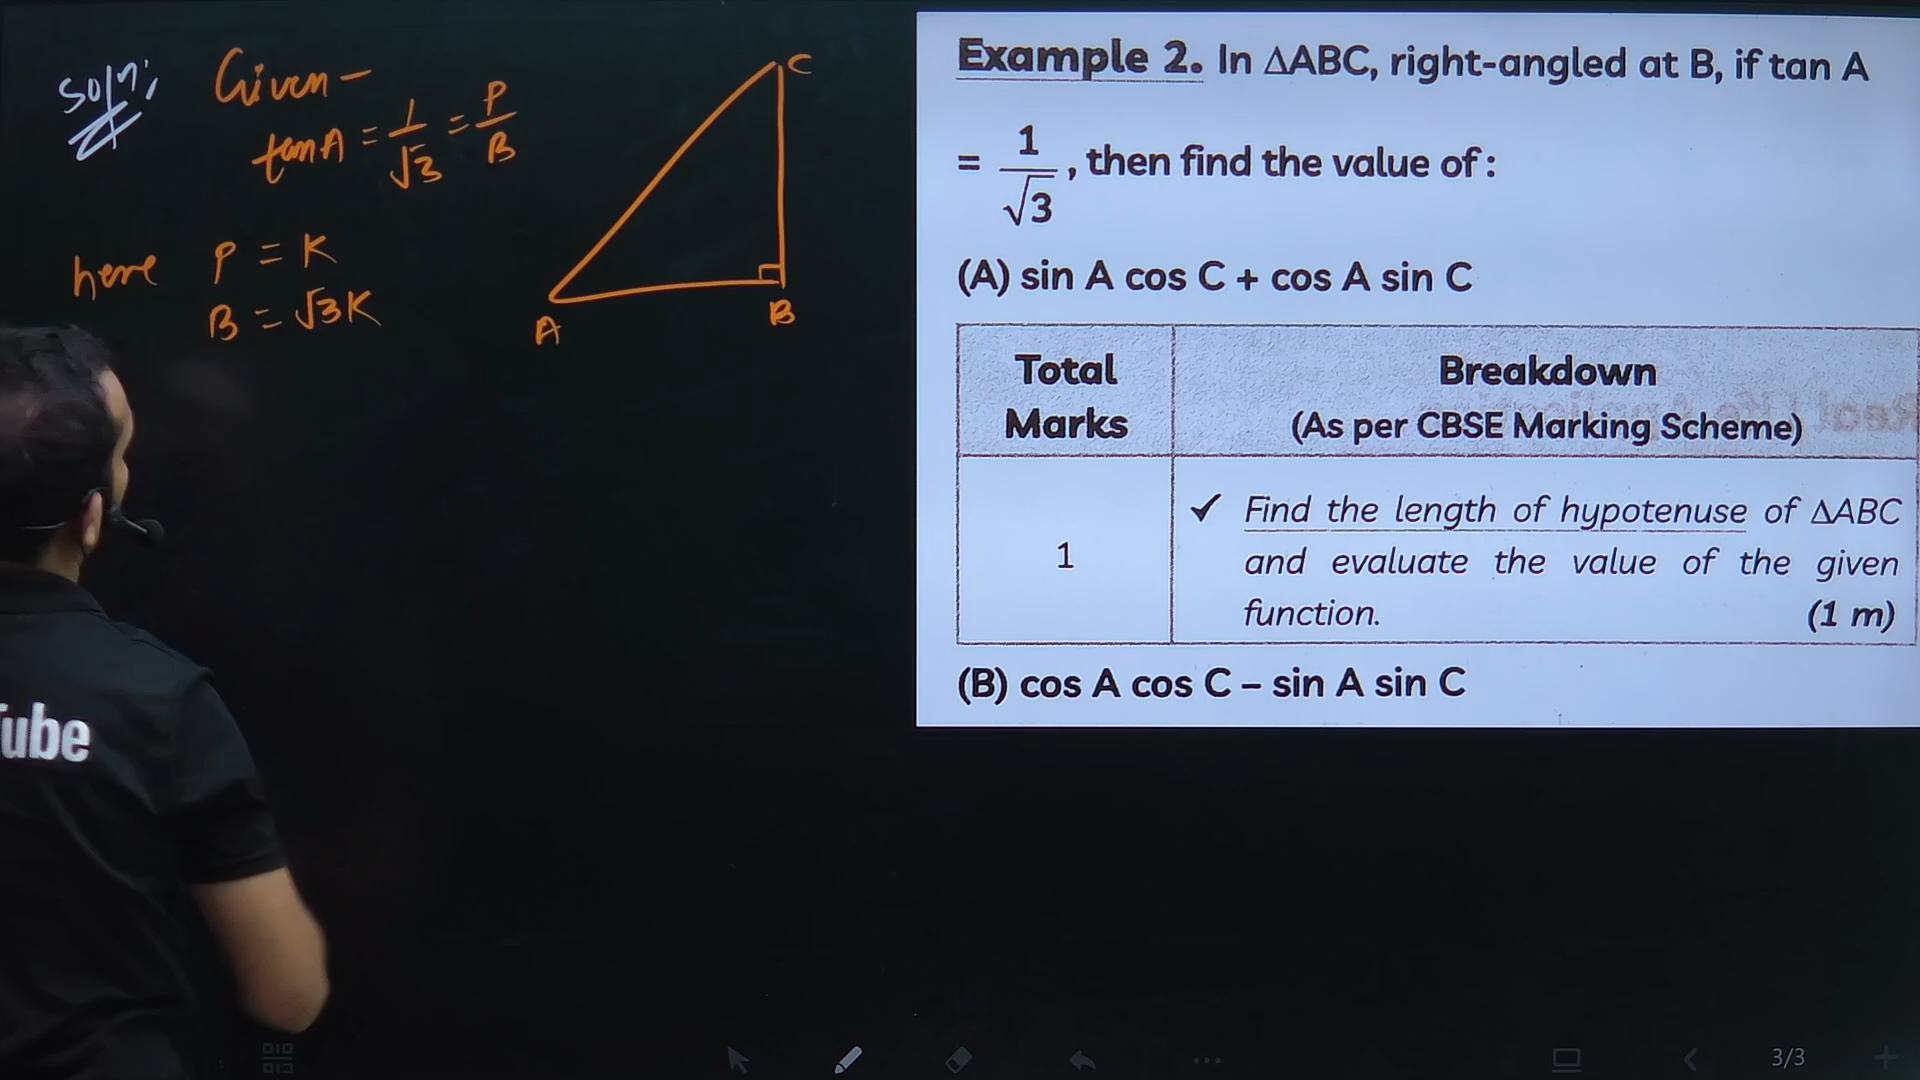 Soln;
Given-
tanA = 1/√3 = P/B
here P = K
B = √3K
C
A
B
Example 2. In ΔABC, right-angled at B, if tan A
= 1/√3, then find the value of:
(A) sin A cos C + cos A sin C
Total Marks
Breakdown
(As per CBSE Marking Scheme)
1
✓ Find the length of hypotenuse of ΔABC
and evaluate the value of the given
function. (1 m)
(B) cos A cos C – sin A sin C
ube
3/3